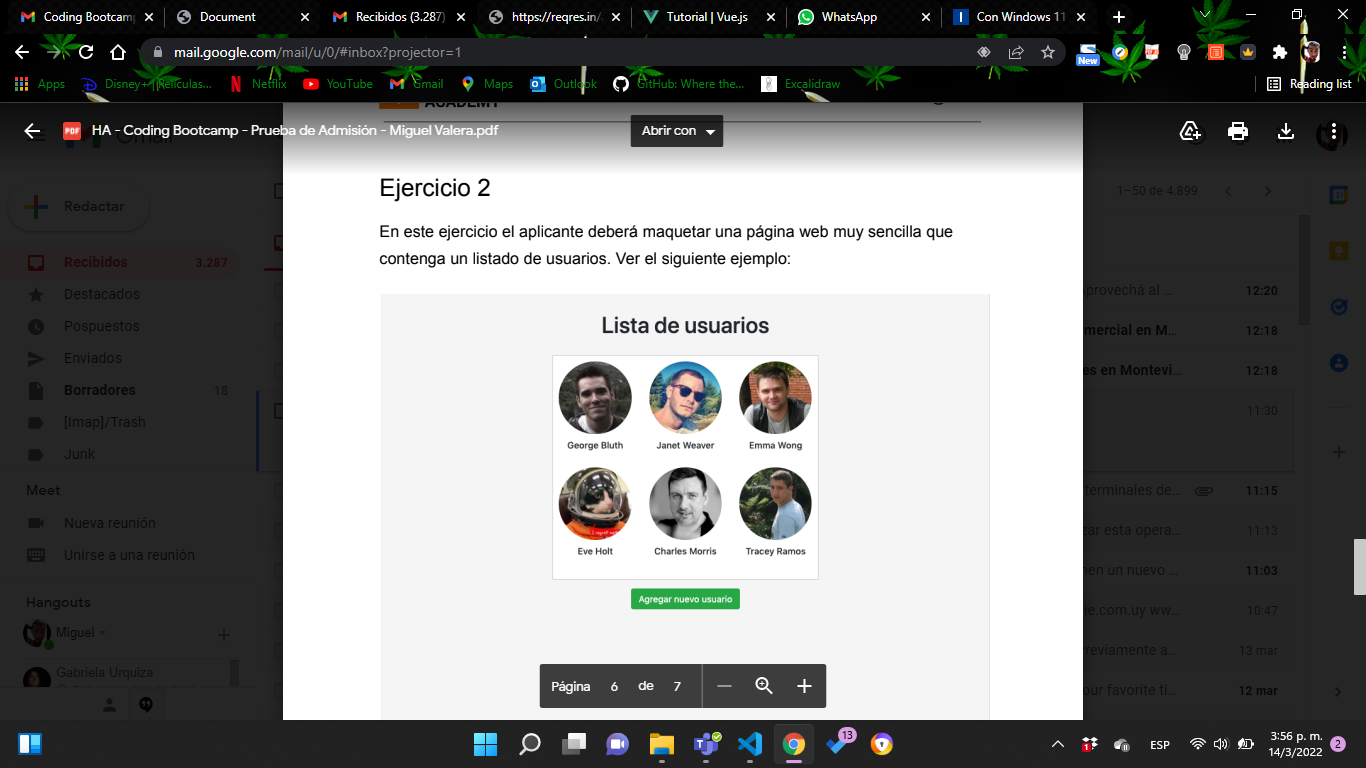 Coding Bootcamp
Document
Recibidos (3.287)
https://reqres.in/
Tutorial | Vue.js
WhatsApp
Con Windows 11
mail.google.com/mail/u/0/#inbox?projector=1
New
Apps
Disney+ | Películas...
Netflix
YouTube
Gmail
Maps
Outlook
GitHub: Where the...
Excalidraw
Reading list
ACADEMY
PDF
HA - Coding Bootcamp - Prueba de Admisión - Miguel Valera.pdf
Abrir con
Gmail
Redactar
1–50 de 4.899
Recibidos 3.287
Destacados
Pospuestos
Enviados
Borradores 18
[Imap]/Trash
Junk
Meet
Nueva reunión
Unirse a una reunión
Hangouts
Miguel
Gabriela Urquiza
Ejercicio 2
En este ejercicio el aplicante deberá maquetar una página web muy sencilla que
contenga un listado de usuarios. Ver el siguiente ejemplo:
Lista de usuarios
George Bluth
Janet Weaver
Emma Wong
Eve Holt
Charles Morris
Tracey Ramos
Agregar nuevo usuario
Página 6 de 7
aprovechá al ... 12:20
mercial en M... 12:18
es en Montevi... 12:18
11:30
terminales de... 11:15
zar esta opera... 11:13
nen un nuevo ... 11:03
ie.com.uy ww... 10:47
reviamente a... 13 mar
our favorite ti... 12 mar
13
1
ESP
3:56 p. m.
14/3/2022
2